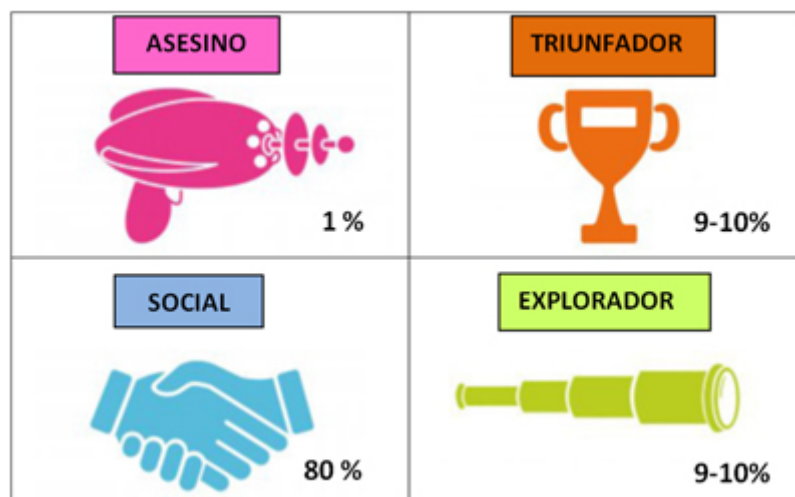 ASESINO
1 %
TRIUNFADOR
9-10%
SOCIAL
80 %
EXPLORADOR
9-10%